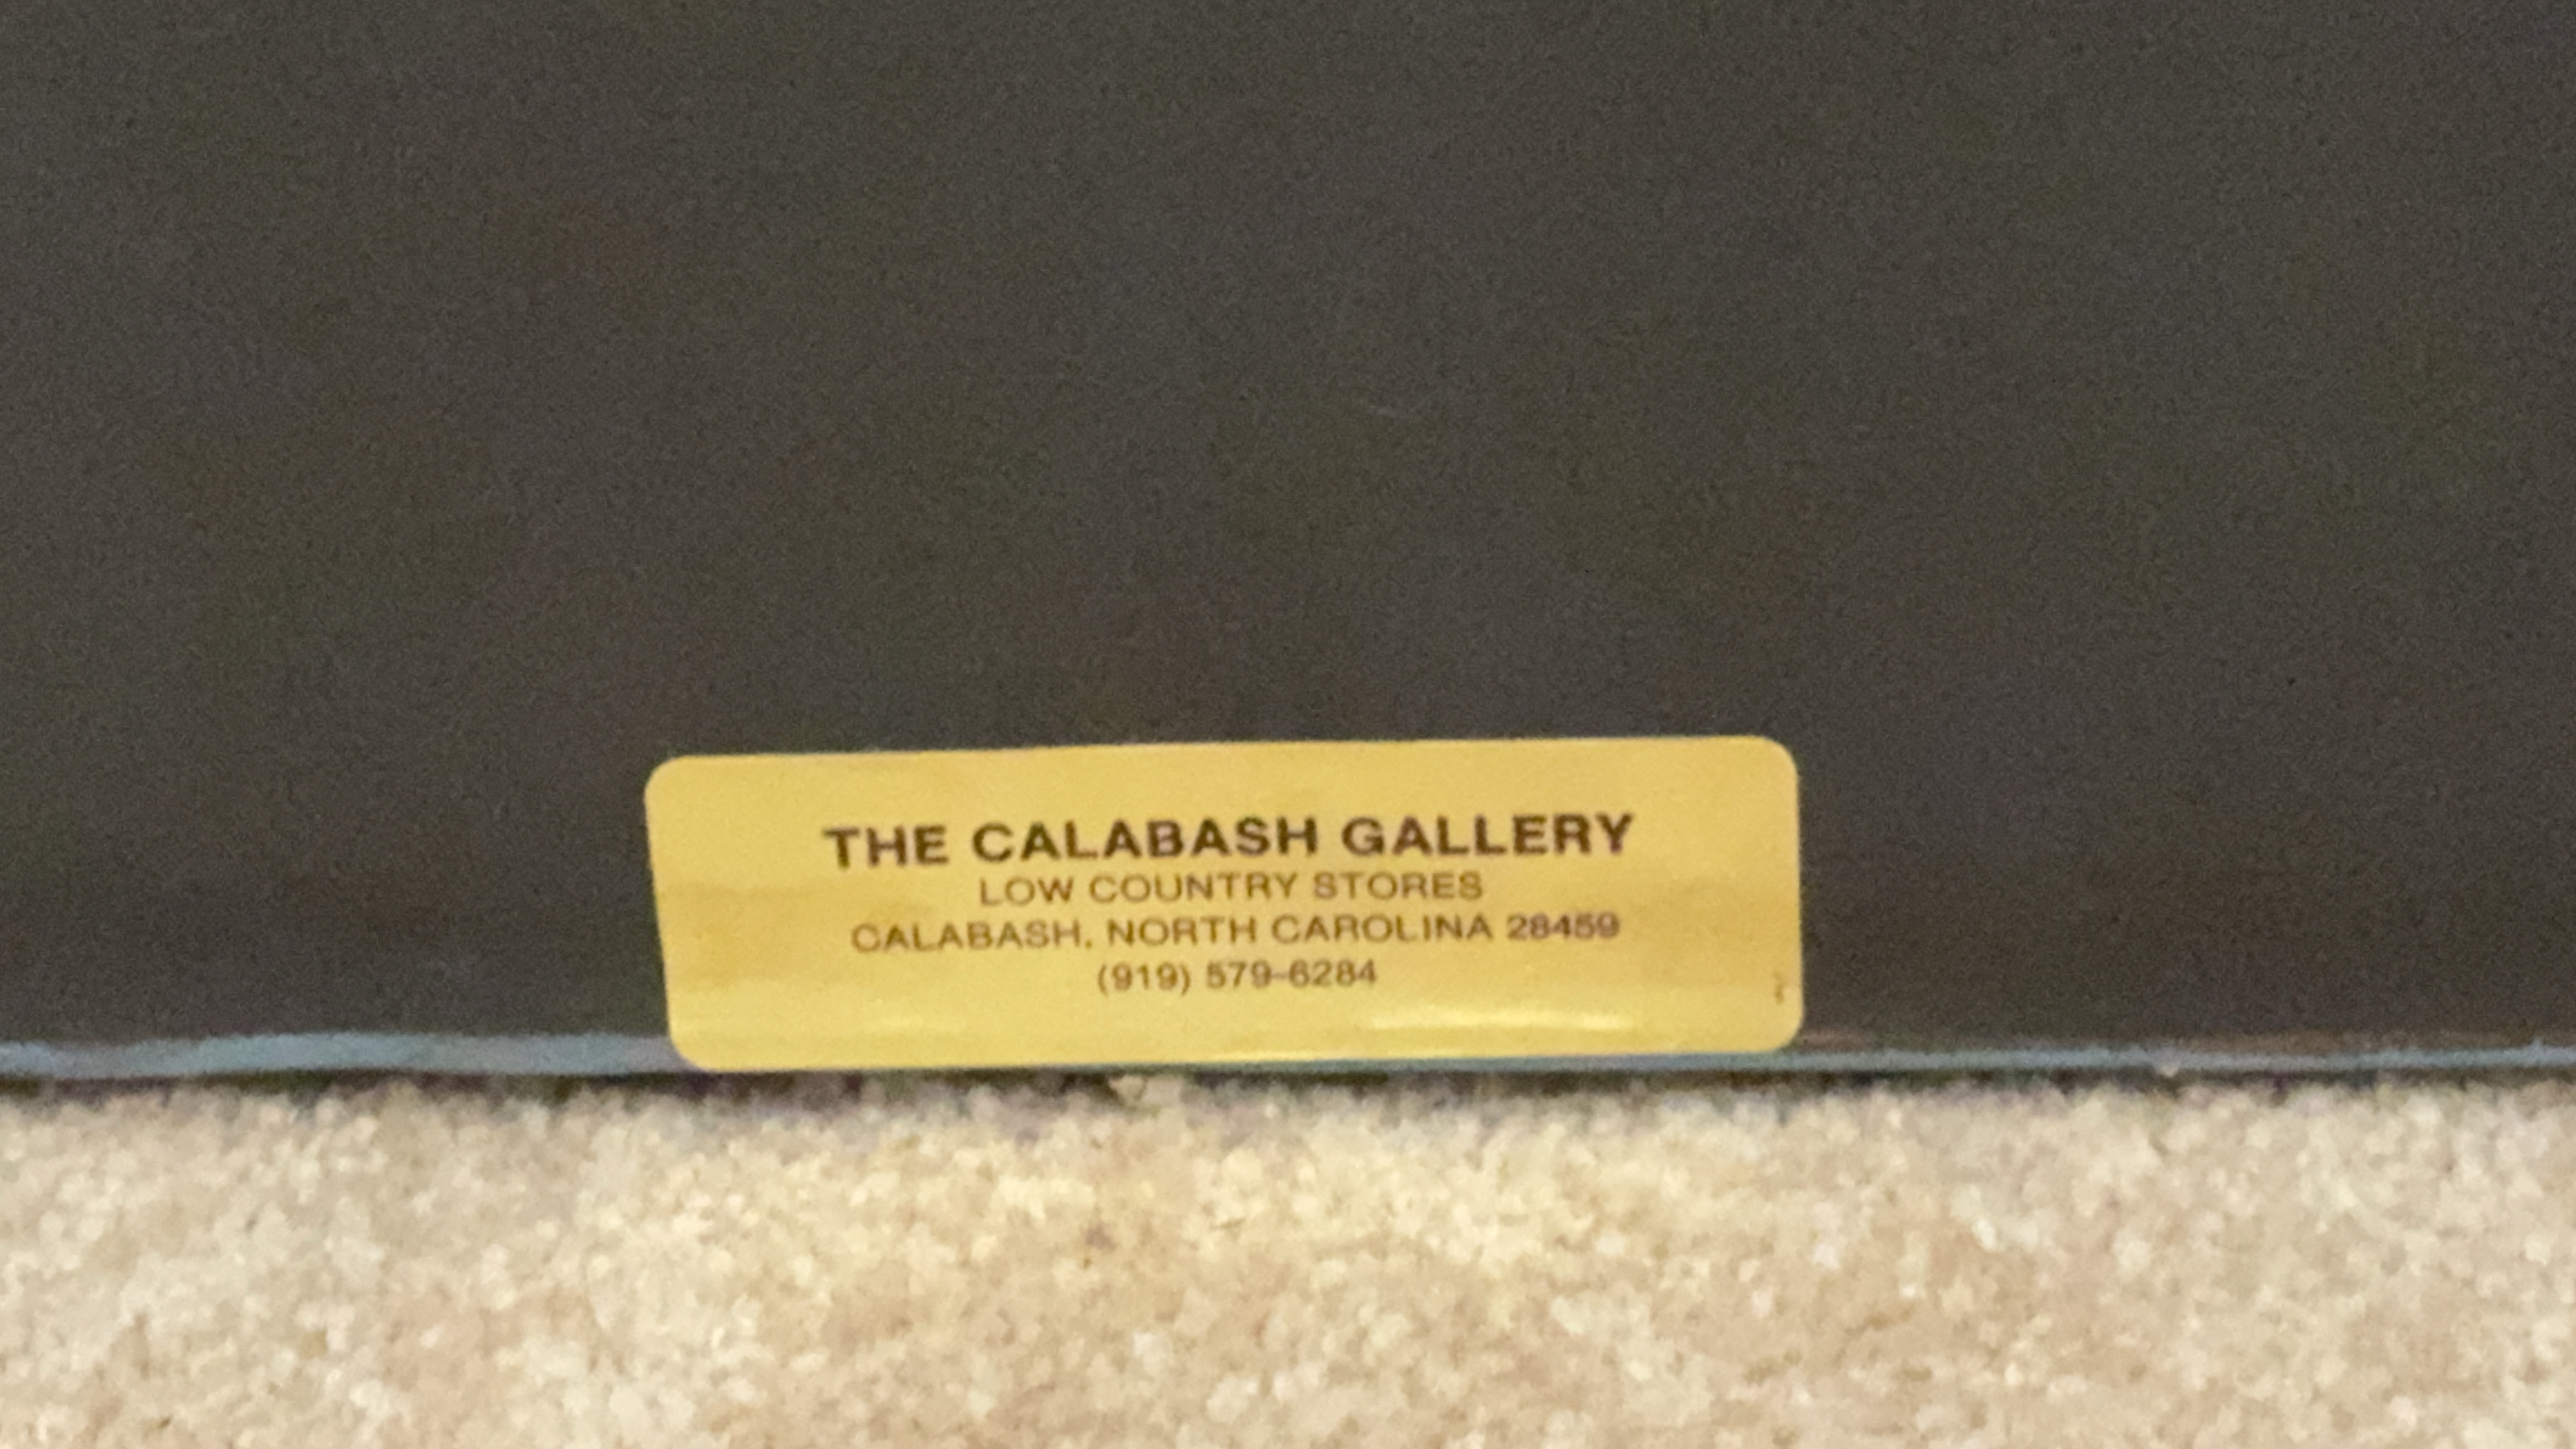 THE CALABASH GALLERY
LOW COUNTRY STORES
CALABASH, NORTH CAROLINA 28459
(919) 579-6284